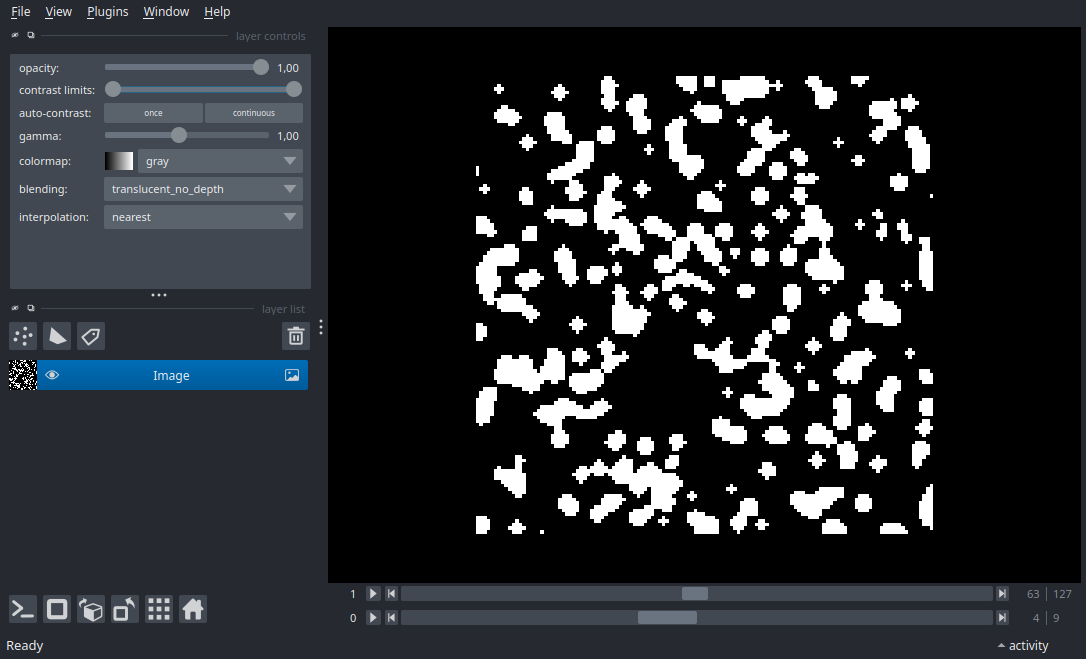 File View Plugins Window Help
layer controls
opacity: 1,00
contrast limits:
auto-contrast: once continuous
gamma: 1,00
colormap: gray
blending: translucent_no_depth
interpolation: nearest
layer list
Image
1 63 | 127
0 4 | 9
Ready activity